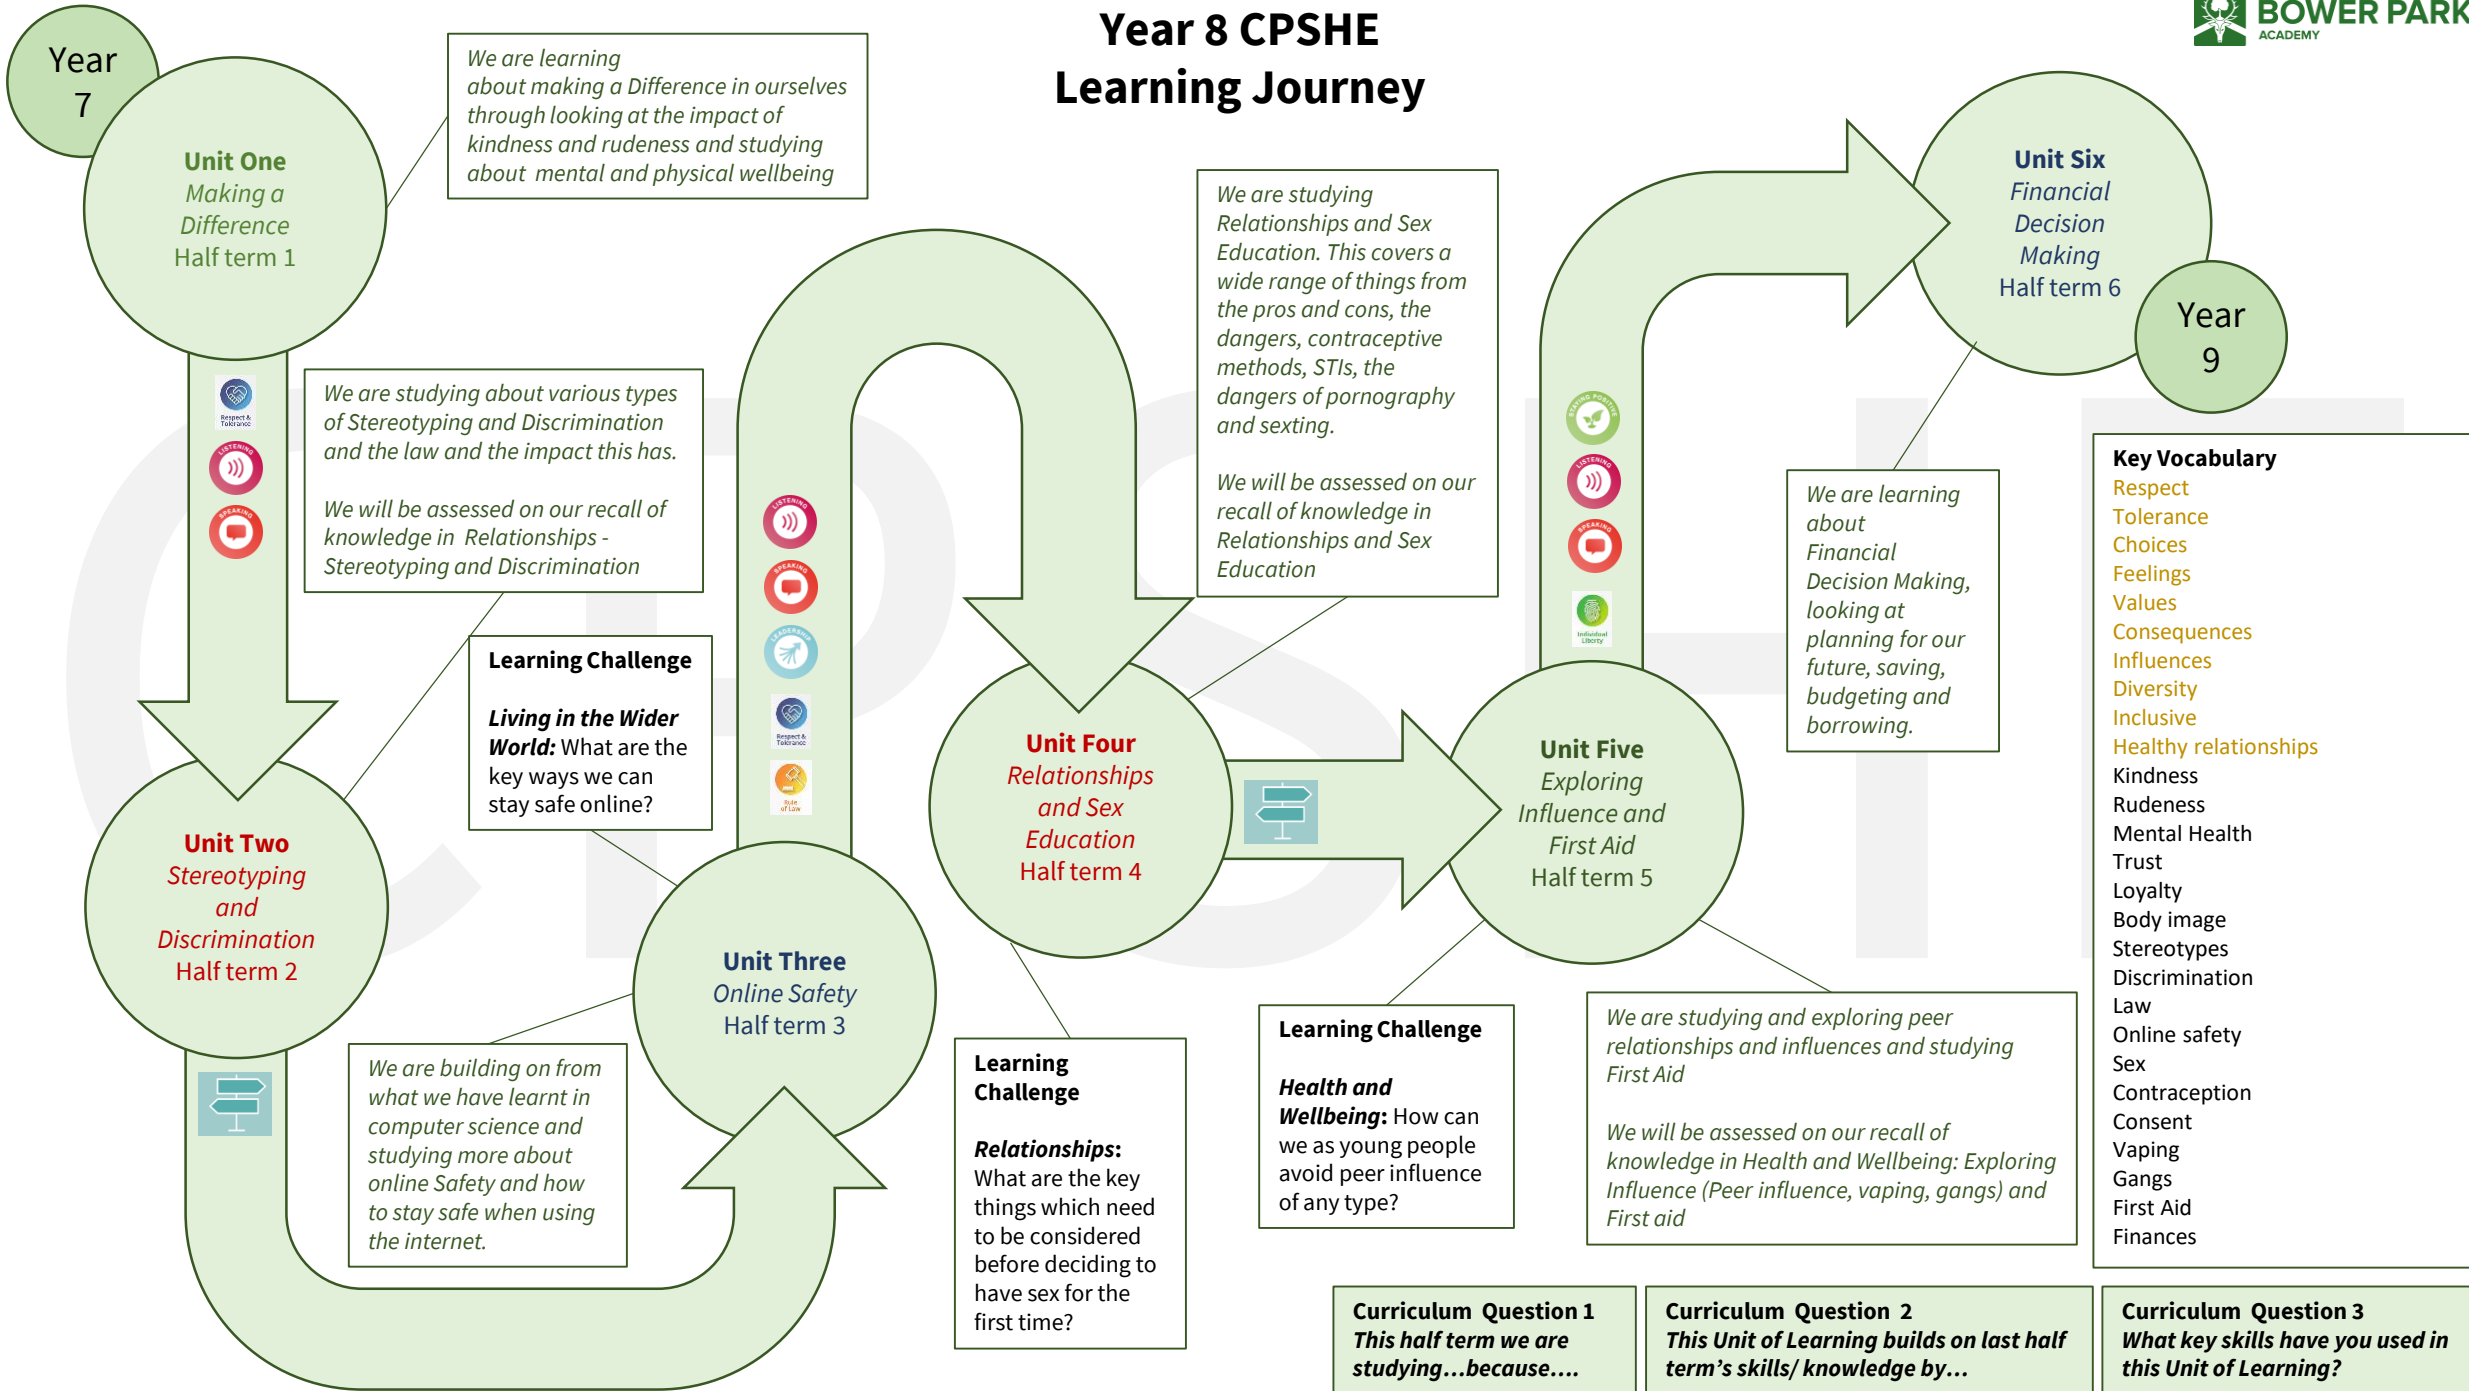 Year 8 CPSHE
Learning Journey
BOWER PARK
ACADEMY
Year
7
Unit One
Making a
Difference
Half term 1
We are learning
about making a Difference in ourselves
through looking at the impact of
kindness and rudeness and studying
about mental and physical wellbeing
Respect &
Tolerance
LISTENING
SPEAKING
We are studying about various types
of Stereotyping and Discrimination
and the law and the impact this has.
We will be assessed on our recall of
knowledge in Relationships -
Stereotyping and Discrimination
Unit Two
Stereotyping
and
Discrimination
Half term 2
Learning Challenge
Living in the Wider
World: What are the
key ways we can
stay safe online?
We are building on from
what we have learnt in
computer science and
studying more about
online Safety and how
to stay safe when using
the internet.
Unit Three
Online Safety
Half term 3
LISTENING
SPEAKING
LEADERSHIP
Respect &
Tolerance
Rule
of Law
We are studying
Relationships and Sex
Education. This covers a
wide range of things from
the pros and cons, the
dangers, contraceptive
methods, STIs, the
dangers of pornography
and sexting.
We will be assessed on our
recall of knowledge in
Relationships and Sex
Education
Unit Four
Relationships
and Sex
Education
Half term 4
Learning
Challenge
Relationships:
What are the key
things which need
to be considered
before deciding to
have sex for the
first time?
Unit Five
Exploring
Influence and
First Aid
Half term 5
Learning Challenge
Health and
Wellbeing: How can
we as young people
avoid peer influence
of any type?
We are studying and exploring peer
relationships and influences and studying
First Aid
We will be assessed on our recall of
knowledge in Health and Wellbeing: Exploring
Influence (Peer influence, vaping, gangs) and
First aid
STAYING POSITIVE
LISTENING
SPEAKING
Individual
Liberty
Unit Six
Financial
Decision
Making
Half term 6
Year
9
We are learning
about
Financial
Decision Making,
looking at
planning for our
future, saving,
budgeting and
borrowing.
Key Vocabulary
Respect
Tolerance
Choices
Feelings
Values
Consequences
Influences
Diversity
Inclusive
Healthy relationships
Kindness
Rudeness
Mental Health
Trust
Loyalty
Body image
Stereotypes
Discrimination
Law
Online safety
Sex
Contraception
Consent
Vaping
Gangs
First Aid
Finances
Curriculum Question 1
This half term we are
studying...because....
Curriculum Question 2
This Unit of Learning builds on last half
term's skills/ knowledge by...
Curriculum Question 3
What key skills have you used in
this Unit of Learning?
CPSHE